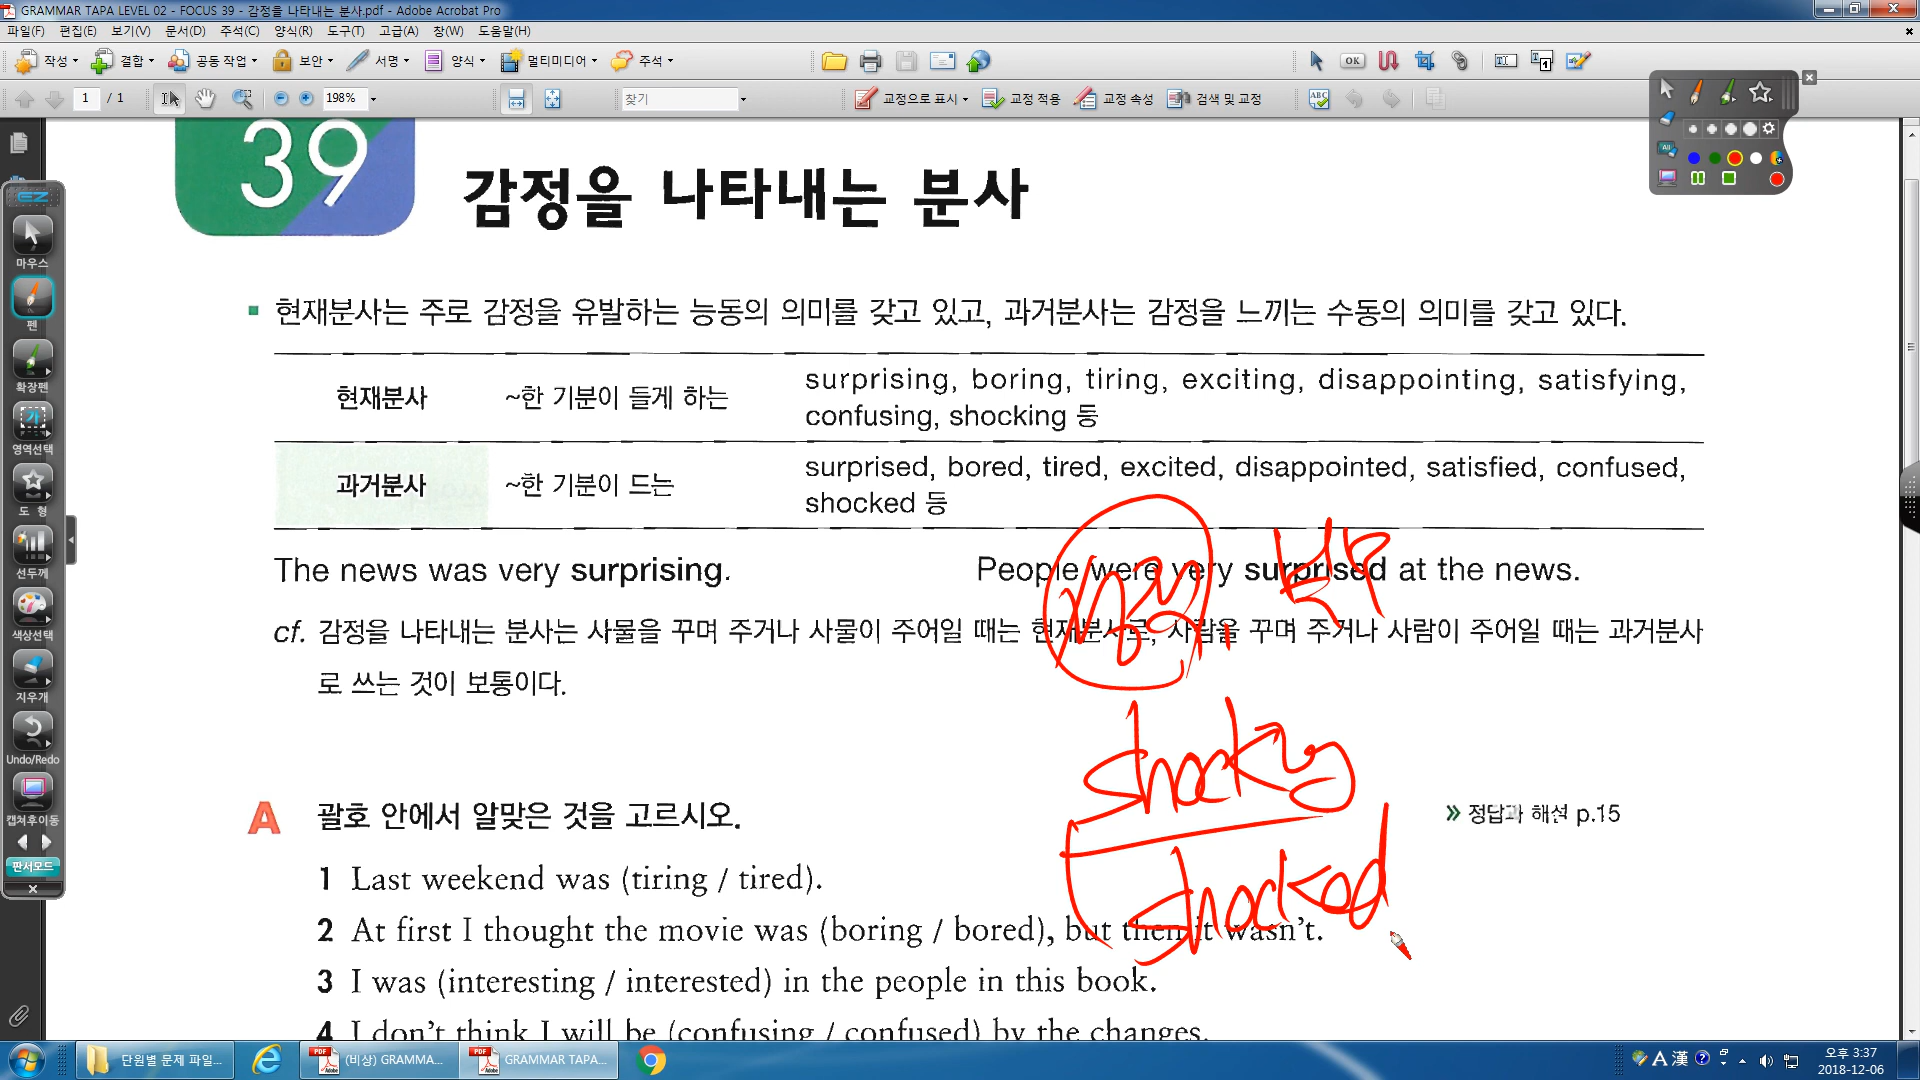 GRAMMAR TAPA LEVEL 02 - FOCUS 39 - 감정을 나타내는 분사.pdf - Adobe Acrobat Pro
파일(F) 편집(E) 보기(V) 문서(D) 주석(C) 양식(R) 도구(T) 고급(A) 창(W) 도움말(H)
작성 결합 공동 작업 보안 서명 양식 멀티미디어 주석 OK
1 / 1 198% 찾기 교정으로 표시 교정 적용 교정 속성 검색 및 교정 ABC
EZ
마우스
펜
확장펜
영역선택
도 형
선두께
색상선택
지우개
Undo/Redo
캡쳐후이동
판서모드
39
감정을 나타내는 분사
현재분사는 주로 감정을 유발하는 능동의 의미를 갖고 있고, 과거분사는 감정을 느끼는 수동의 의미를 갖고 있다.
현재분사 ~한 기분이 들게 하는 surprising, boring, tiring, exciting, disappointing, satisfying,
confusing, shocking 등
과거분사 ~한 기분이 드는 surprised, bored, tired, excited, disappointed, satisfied, confused,
shocked 등
The news was very surprising. People were very surprised at the news.
cf. 감정을 나타내는 분사는 사물을 꾸며 주거나 사물이 주어일 때는 현재분사로, 사람을 꾸며 주거나 사람이 주어일 때는 과거분사
로 쓰는 것이 보통이다.
shocking
shocked
A 괄호 안에서 알맞은 것을 고르시오.
» 정답과 해설 p.15
1 Last weekend was (tiring / tired).
2 At first I thought the movie was (boring / bored), but then it wasn't.
3 I was (interesting / interested) in the people in this book.
4 I don't think I will be (confusing / confused) by the changes.
단원별 문제 파일... (비상) GRAMMA... GRAMMAR TAPA...
A 漢
오후 3:37
2018-12-06